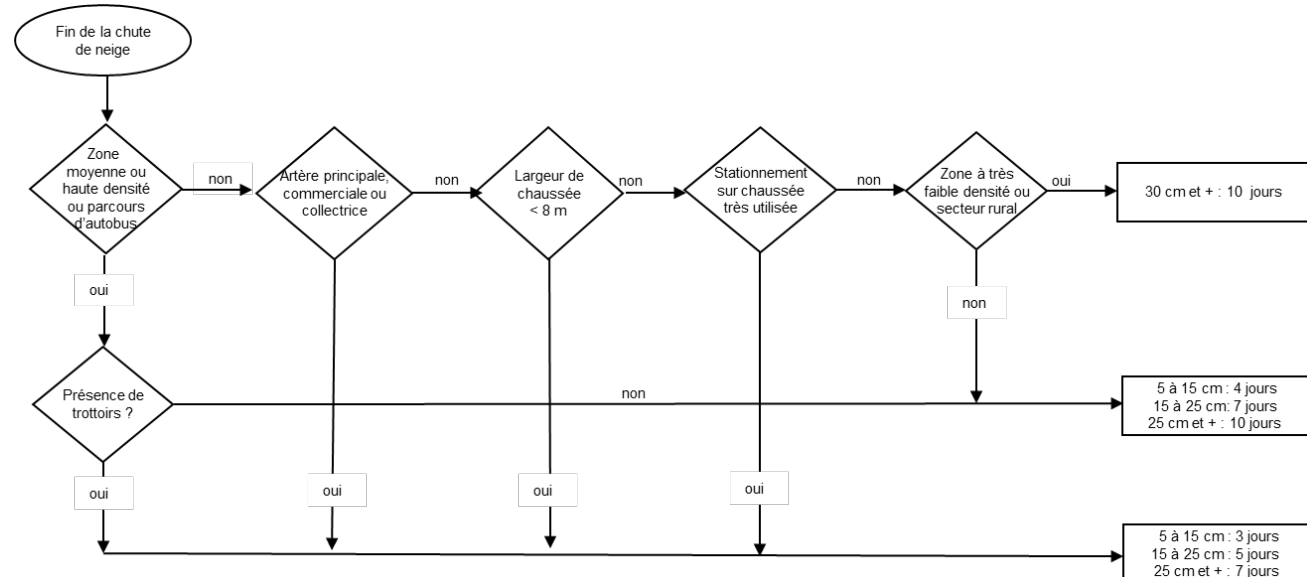 Fin de la chute
de neige
Zone
moyenne ou
haute densité
ou parcours
d'autobus
non
Artère principale,
commerciale ou
collectrice
non
Largeur de
chaussée
< 8 m
non
Stationnement
sur chaussée
très utilisée
non
Zone à très
faible densité ou
secteur rural
oui
30 cm et + : 10 jours
oui
non
Présence de
trottoirs ?
non
5 à 15 cm : 4 jours
15 à 25 cm: 7 jours
25 cm et + : 10 jours
oui
oui
oui
oui
5 à 15 cm : 3 jours
15 à 25 cm : 5 jours
25 cm et + : 7 jours